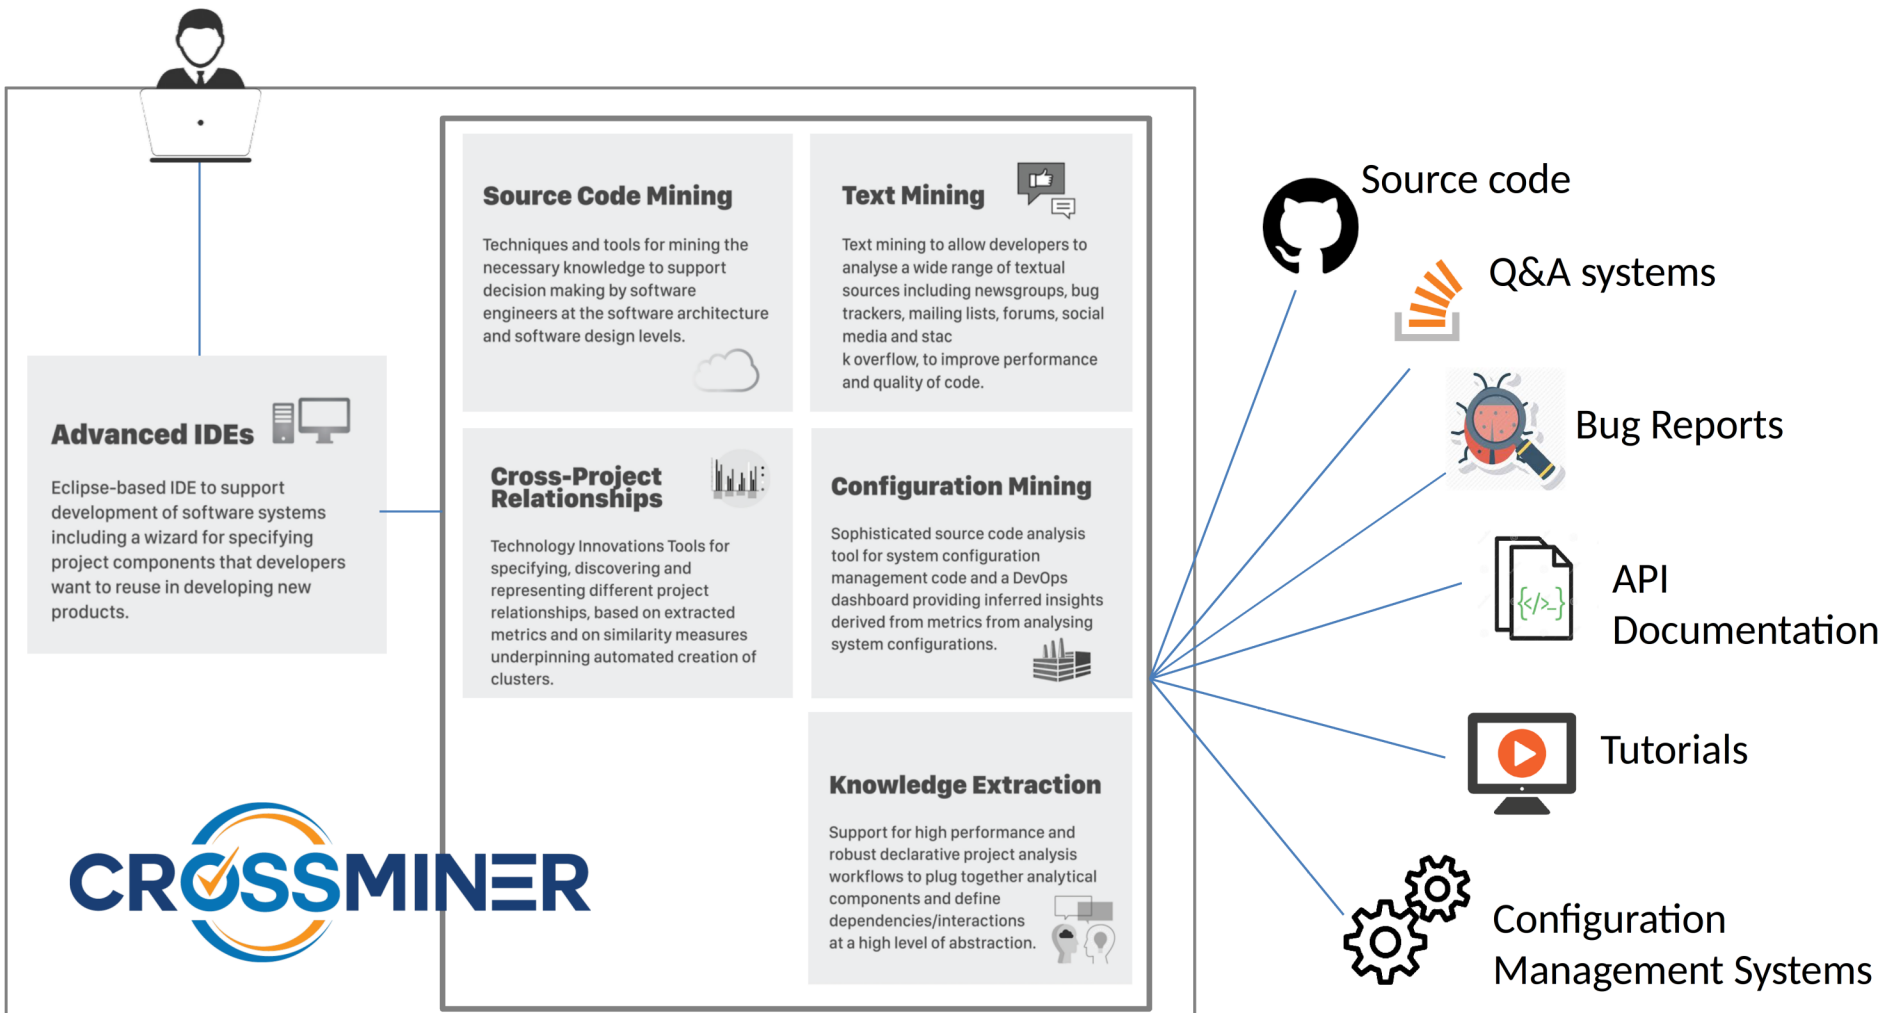 Source Code Mining
Techniques and tools for mining the
necessary knowledge to support
decision making by software
engineers at the software architecture
and software design levels.
Text Mining
Text mining to allow developers to
analyse a wide range of textual
sources including newsgroups, bug
trackers, mailing lists, forums, social
media and stac
k overflow, to improve performance
and quality of code.
Advanced IDEs
Eclipse-based IDE to support
development of software systems
including a wizard for specifying
project components that developers
want to reuse in developing new
products.
Cross-Project
Relationships
Technology Innovations Tools for
specifying, discovering and
representing different project
relationships, based on extracted
metrics and on similarity measures
underpinning automated creation of
clusters.
Configuration Mining
Sophisticated source code analysis
tool for system configuration
management code and a DevOps
dashboard providing inferred insights
derived from metrics from analysing
system configurations.
Knowledge Extraction
Support for high performance and
robust declarative project analysis
workflows to plug together analytical
components and define
dependencies/interactions
at a high level of abstraction.
CROSSMINER
Source code
Q&A systems
Bug Reports
{</>_}
API
Documentation
Tutorials
Configuration
Management Systems